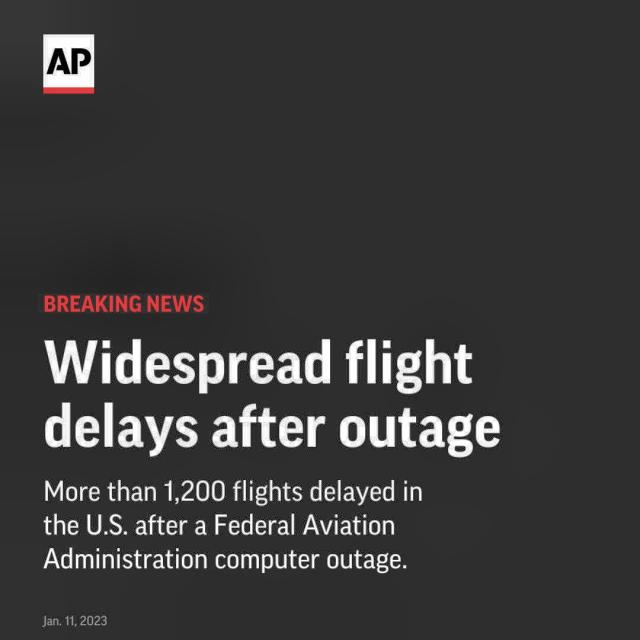 AP
BREAKING NEWS
Widespread flight
delays after outage
More than 1,200 flights delayed in
the U.S. after a Federal Aviation
Administration computer outage.
Jan. 11, 2023